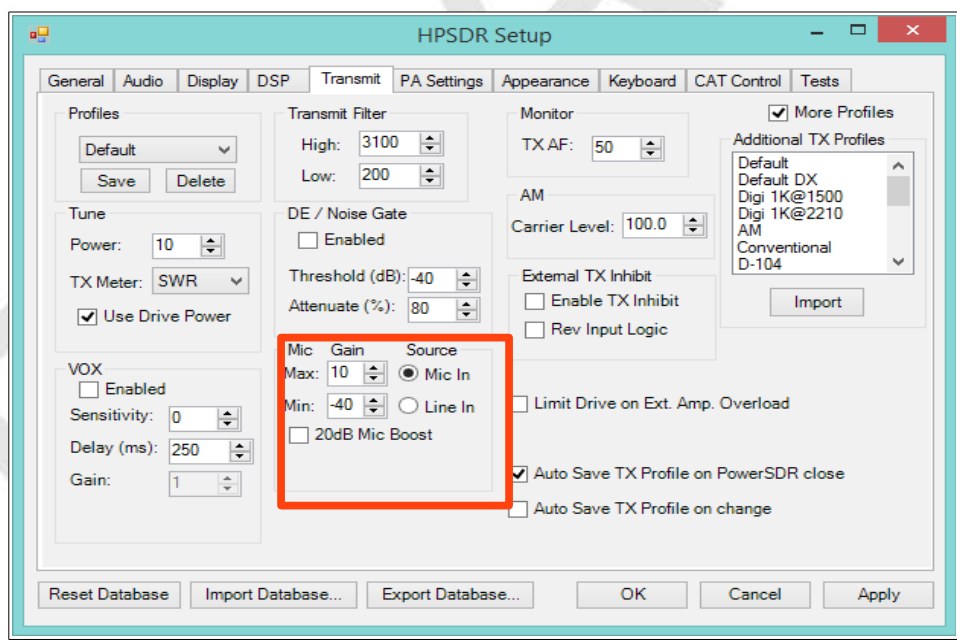 HPSDR Setup
General Audio Display DSP Transmit PA Settings Appearance Keyboard CAT Control Tests
Profiles
Default
Save Delete
Tune
Power: 10
TX Meter: SWR
Use Drive Power
VOX
Enabled
Sensitivity: 0
Delay (ms): 250
Gain: 1
Transmit Filter
High: 3100
Low: 200
DE / Noise Gate
Enabled
Threshold (dB): -40
Attenuate (%): 80
Mic Gain Source
Max: 10 Mic In
Min: -40 Line In
20dB Mic Boost
Monitor
TX AF: 50
AM
Carrier Level: 100.0
External TX Inhibit
Enable TX Inhibit
Rev Input Logic
Limit Drive on Ext. Amp. Overload
Auto Save TX Profile on PowerSDR close
Auto Save TX Profile on change
More Profiles
Additional TX Profiles
Default
Default DX
Digi 1K@1500
Digi 1K@2210
AM
Conventional
D-104
Import
Reset Database Import Database... Export Database... OK Cancel Apply